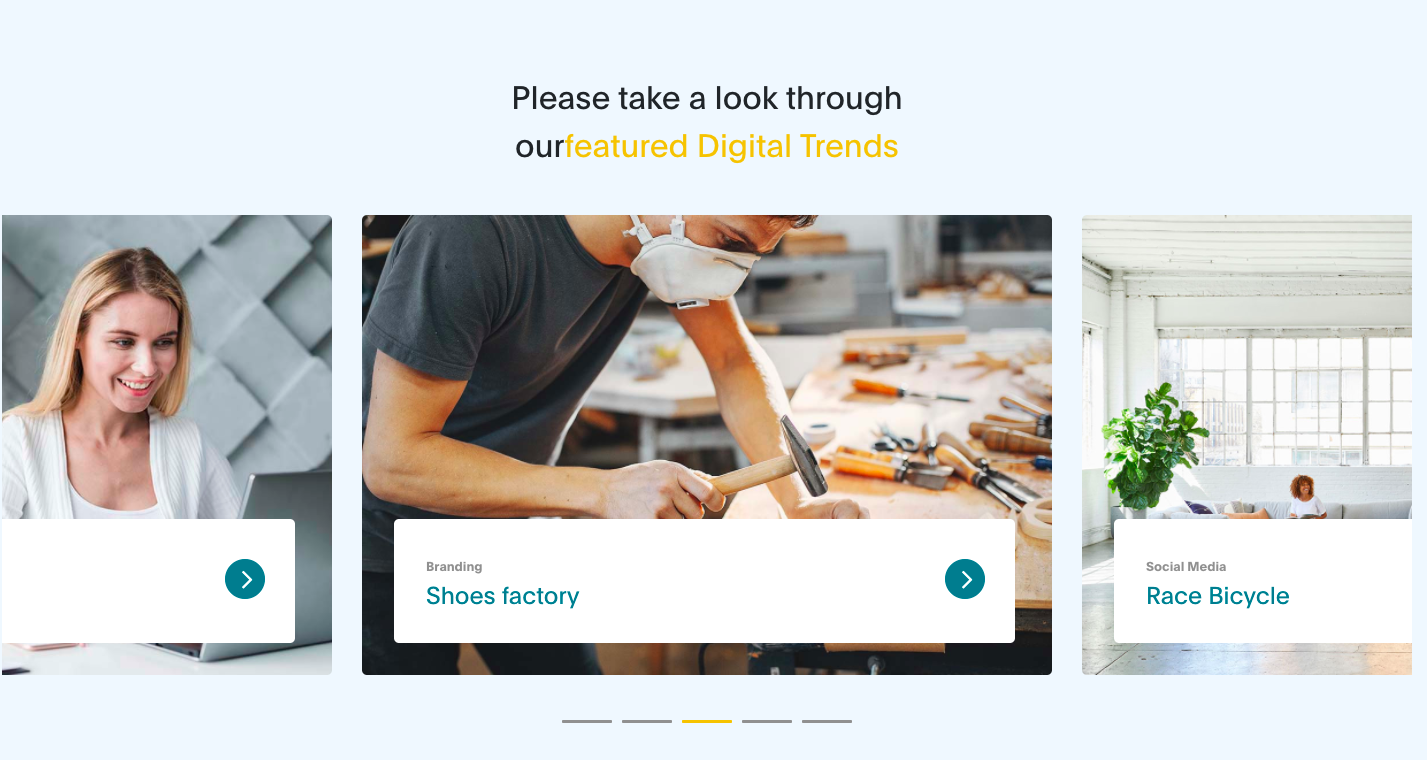 Please take a look through
ourfeatured Digital Trends
Branding
Shoes factory
Social Media
Race Bicycle